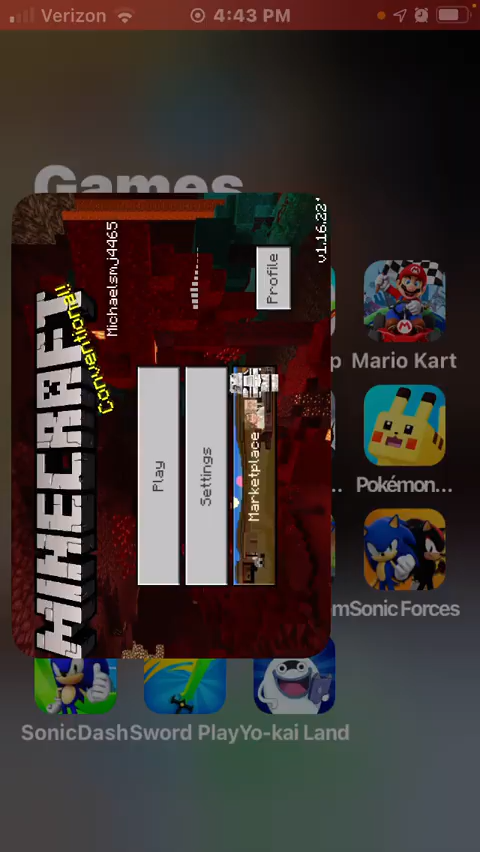 Verizon
4:43 PM
Games
MINECRAFT
Conventional!
Michaelsmj4465
Play
Settings
Marketplace
Profile
v1.16.221
p
Mario Kart
..
Pokémon...
m
Sonic Forces
SonicDash
Sword Play
Yo-kai Land